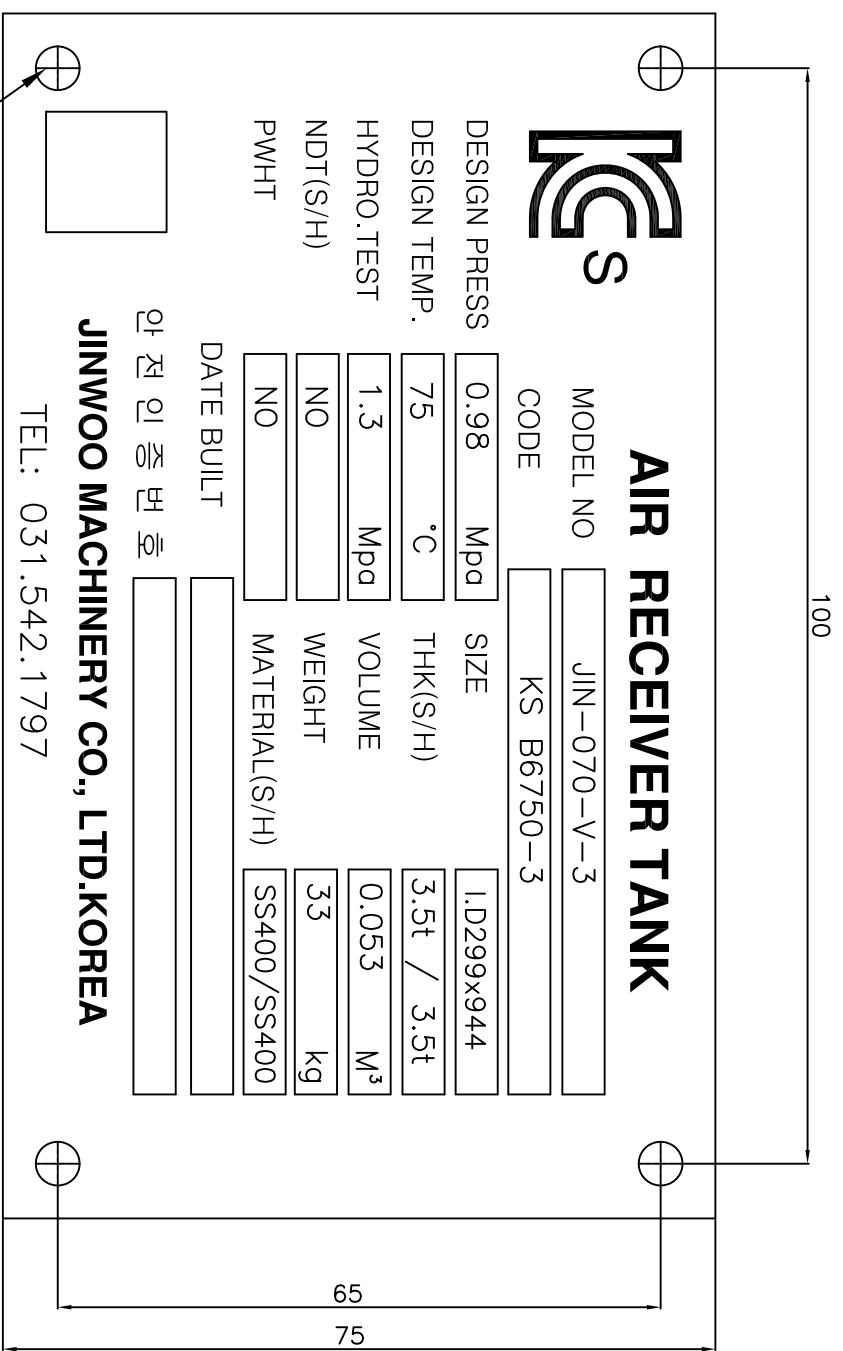 100
AIR RECEIVER TANK
KC S
MODEL NO JIN-070-V-3
CODE KS B6750-3
DESIGN PRESS 0.98 Mpa SIZE I.D299x944
DESIGN TEMP. 75 °C THK(S/H) 3.5t / 3.5t
HYDRO.TEST 1.3 Mpa VOLUME 0.053 M³
NDT(S/H) NO WEIGHT 33 kg
PWHT NO MATERIAL(S/H) SS400/SS400
DATE BUILT
안전인증번호
JINWOO MACHINERY CO., LTD.KOREA
TEL: 031.542.1797
65
75